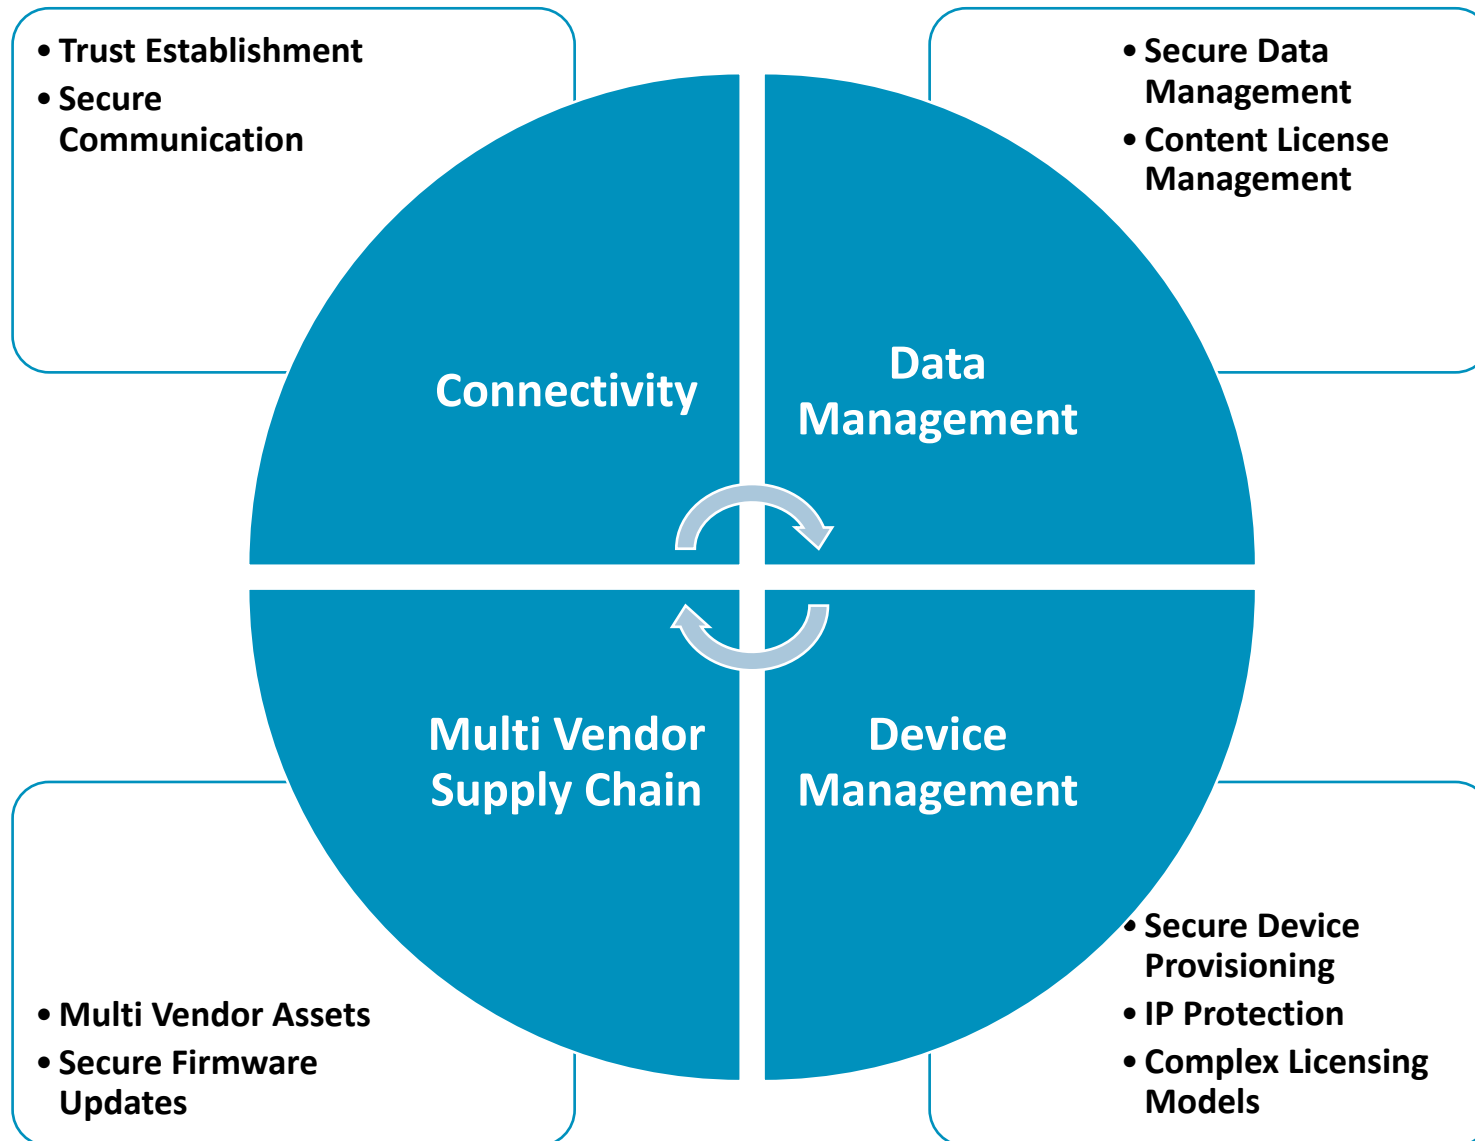 • Trust Establishment
• Secure
Communication
• Secure Data
Management
• Content License
Management
Connectivity
Data
Management
Multi Vendor
Supply Chain
Device
Management
• Multi Vendor Assets
• Secure Firmware
Updates
• Secure Device
Provisioning
• IP Protection
• Complex Licensing
Models